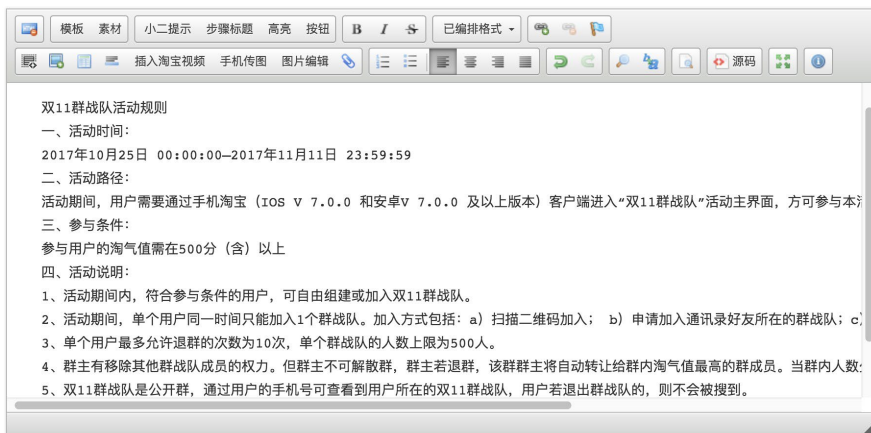 模板 素材 小二提示 步骤标题 高亮 按钮 B I S 已编排格式
插入淘宝视频 手机传图 图片编辑 源码
双11群战队活动规则
一、活动时间：
2017年10月25日 00:00:00—2017年11月11日 23:59:59
二、活动路径：
活动期间，用户需要通过手机淘宝（IOS V 7.0.0 和安卓V 7.0.0 及以上版本）客户端进入“双11群战队”活动主界面，方可参与本
三、参与条件：
参与用户的淘气值需在500分（含）以上
四、活动说明：
1、活动期间内，符合参与条件的用户，可自由组建或加入双11群战队。
2、活动期间，单个用户同一时间只能加入1个群战队。加入方式包括：a）扫描二维码加入； b）申请加入通讯录好友所在的群战队；c
3、单个用户最多允许退群的次数为10次，单个群战队的人数上限为500人。
4、群主有移除其他群战队成员的权力。但群主不可解散群，群主若退群，该群群主将自动转让给群内淘气值最高的群成员。当群内人数
5、双11群战队是公开群，通过用户的手机号可查看到用户所在的双11群战队，用户若退出群战队的，则不会被搜到。